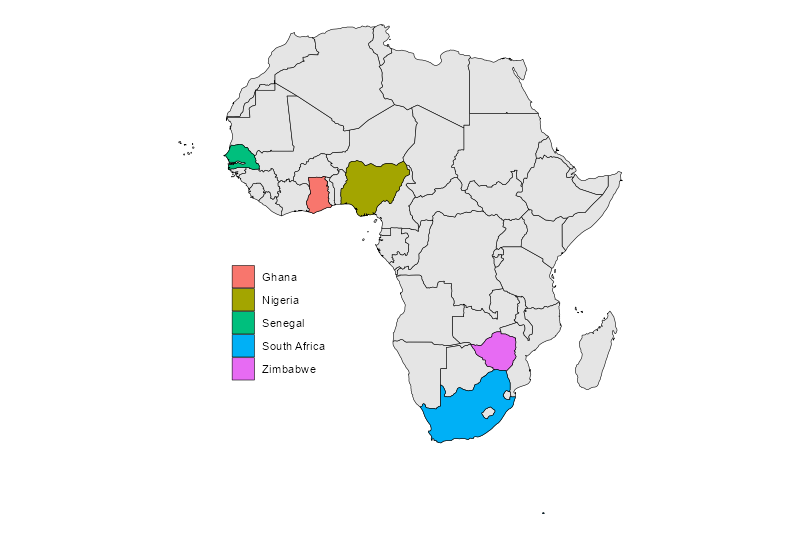 Ghana
Nigeria
Senegal
South Africa
Zimbabwe